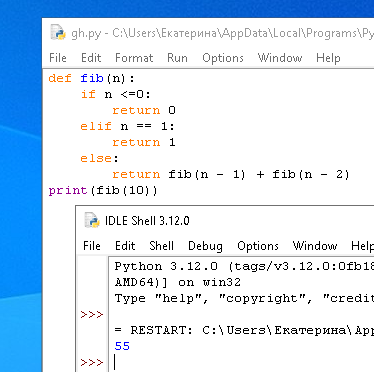 gh.py - C:\Users\Екатерина\AppData\Local\Programs\Py
File Edit Format Run Options Window Help
def fib(n):
    if n <=0:
        return 0
    elif n == 1:
        return 1
    else:
        return fib(n - 1) + fib(n - 2)
print(fib(10))
IDLE Shell 3.12.0
File Edit Shell Debug Options Window Help
Python 3.12.0 (tags/v3.12.0:0fb18
AMD64)] on win32
Type "help", "copyright", "credit
>>>
= RESTART: C:\Users\Екатерина\App
55
>>>